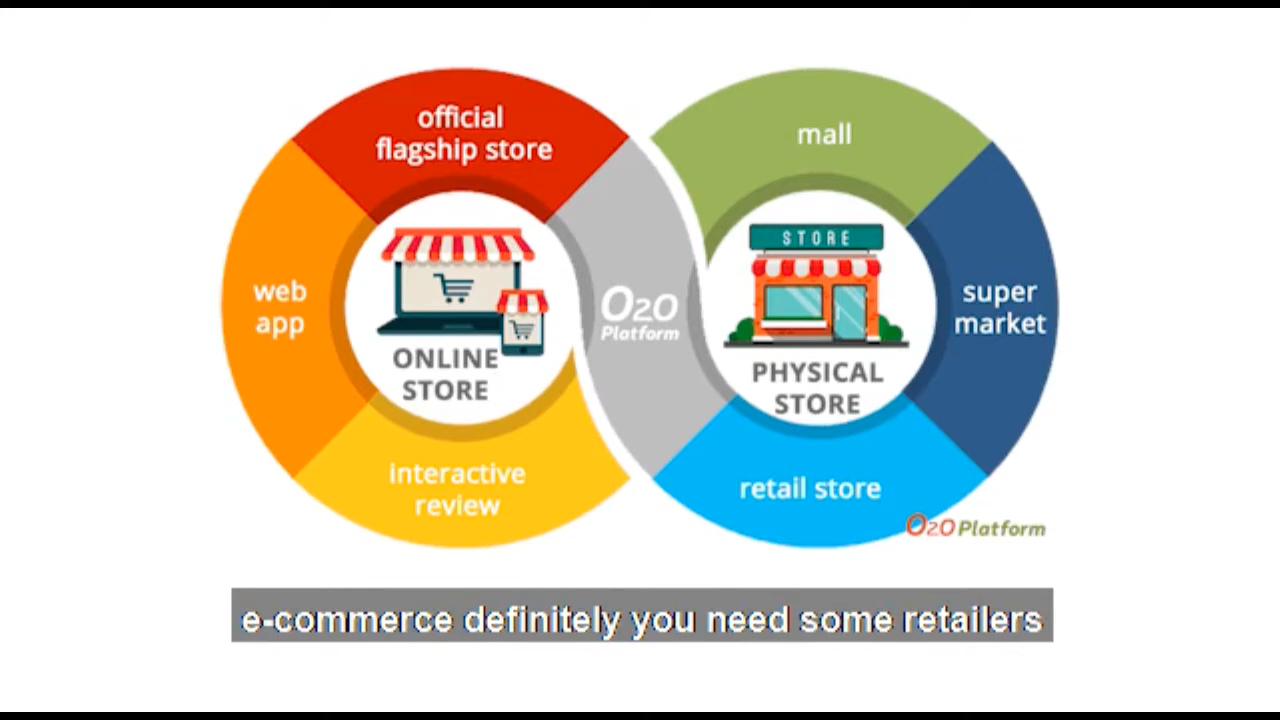 official
flagship store
web
app
interactive
review
ONLINE
STORE
O2O
Platform
mall
super
market
retail store
STORE
PHYSICAL
STORE
O2O Platform
e-commerce definitely you need some retailers